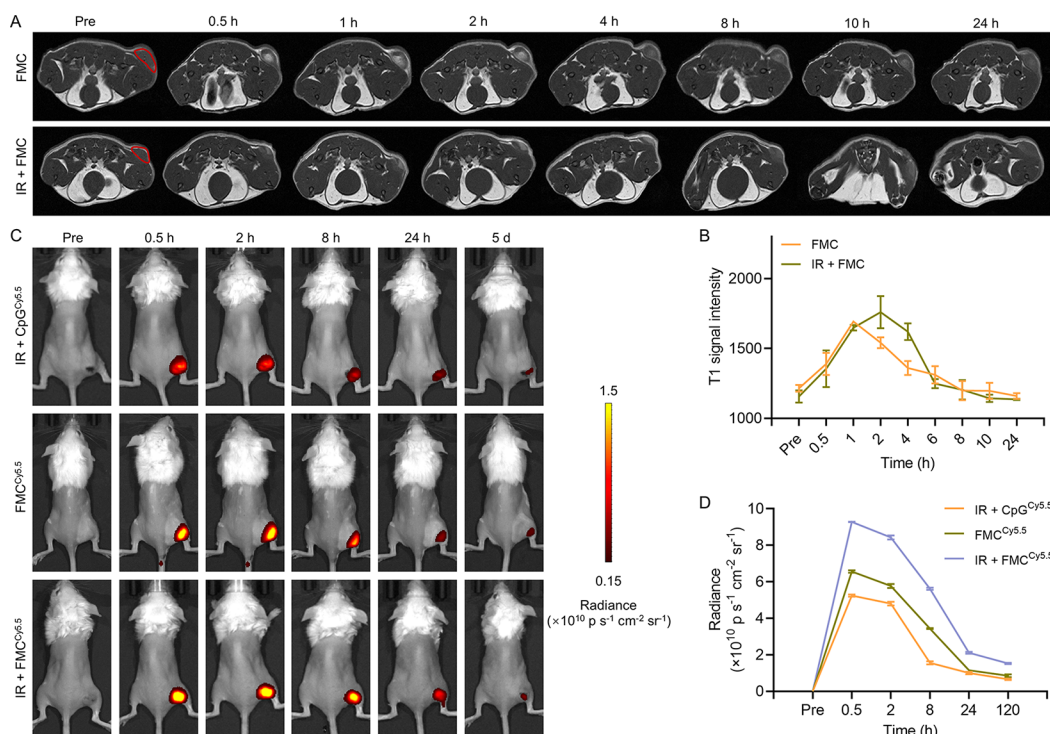 A
Pre 0.5 h 1 h 2 h 4 h 8 h 10 h 24 h
FMC
IR + FMC
C
Pre 0.5 h 2 h 8 h 24 h 5 d
IR + CpG^Cy5.5
FMC^Cy5.5
IR + FMC^Cy5.5
1.5
0.15
Radiance
(×10^10 p s^-1 cm^-2 sr^-1)
B
FMC
IR + FMC
T1 signal intensity
2000
1500
1000
Pre 0.5 1 2 4 6 8 10 24
Time (h)
D
IR + CpG^Cy5.5
FMC^Cy5.5
IR + FMC^Cy5.5
Radiance
(×10^10 p s^-1 cm^-2 sr^-1)
10
8
6
4
2
0
Pre 0.5 2 8 24 120
Time (h)